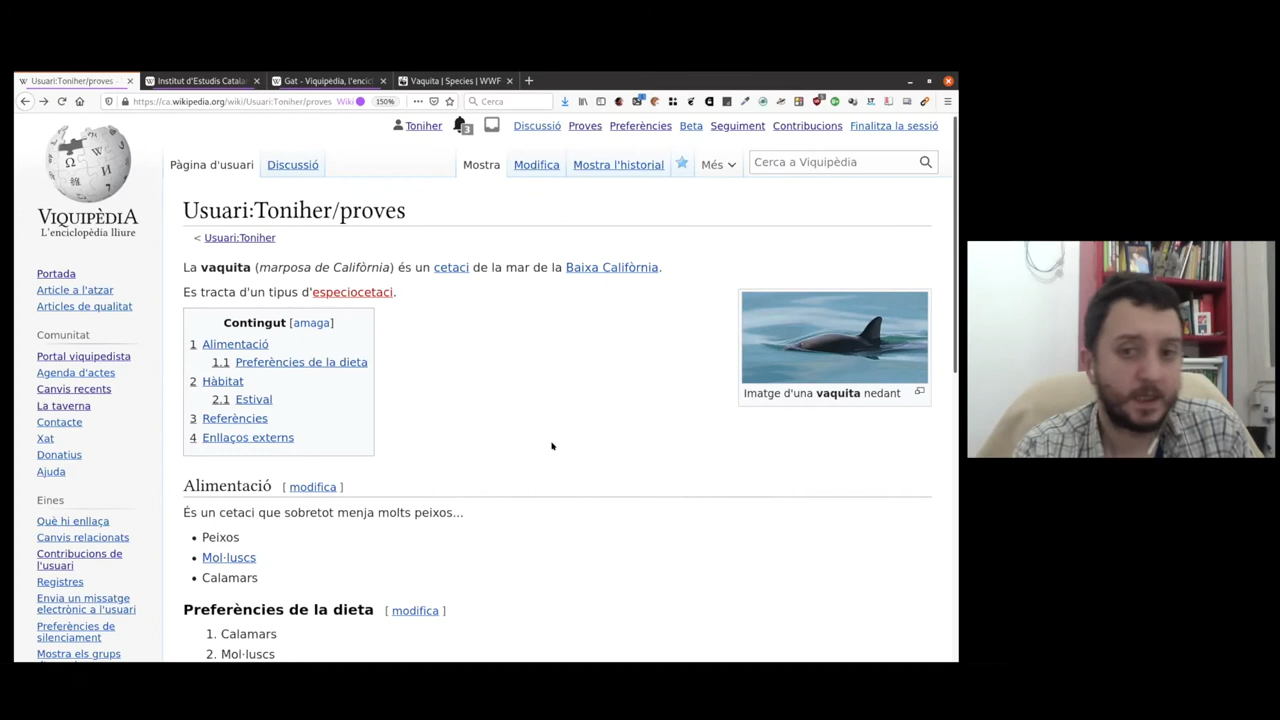 Usuari:Toniher/proves
Institut d'Estudis Catala
Gat - Viquipèdia, l'encicl
Vaquita | Species | WWF
https://ca.wikipedia.org/wiki/Usuari:Toniher/proves
Wiki
150%
Cerca
Toniher
3
Discussió
Proves
Preferències
Beta
Seguiment
Contribucions
Finalitza la sessió
Pàgina d'usuari
Discussió
Mostra
Modifica
Mostra l'historial
Més
Cerca a Viquipèdia
VIQUIPÈDIA
L'enciclopèdia lliure
Portada
Article a l'atzar
Articles de qualitat
Comunitat
Portal viquipedista
Agenda d'actes
Canvis recents
La taverna
Contacte
Xat
Donatius
Ajuda
Eines
Què hi enllaça
Canvis relacionats
Contribucions de
l'usuari
Registres
Envia un missatge
electrònic a l'usuari
Preferències de
silenciament
Mostra els grups
Usuari:Toniher/proves
< Usuari:Toniher
La vaquita (marposa de Califòrnia) és un cetaci de la mar de la Baixa Califòrnia.
Es tracta d'un tipus d'especiocetaci.
Contingut [amaga]
1 Alimentació
1.1 Preferències de la dieta
2 Hàbitat
2.1 Estival
3 Referències
4 Enllaços externs
Imatge d'una vaquita nedant
Alimentació [ modifica ]
És un cetaci que sobretot menja molts peixos...
• Peixos
• Mol·luscs
• Calamars
Preferències de la dieta [ modifica ]
1. Calamars
2. Mol·luscs